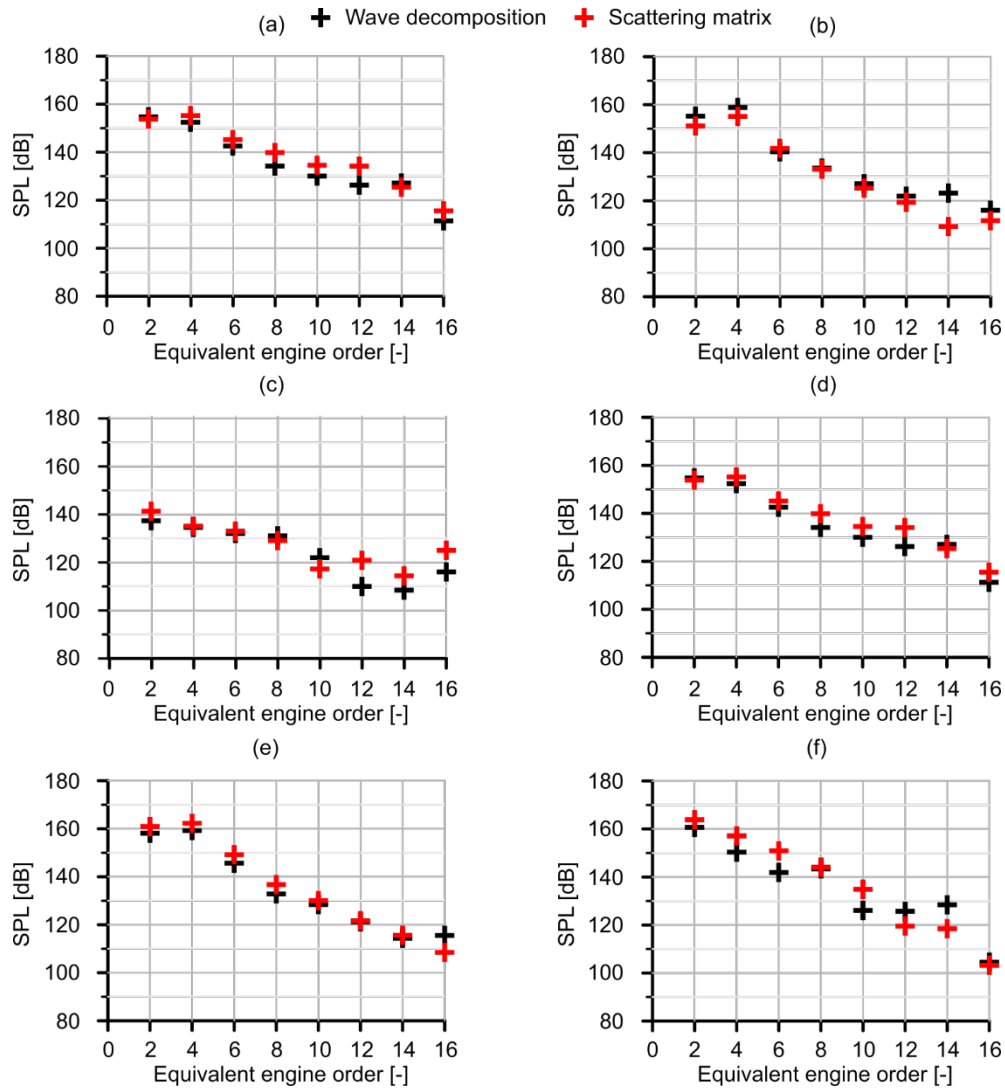 Wave decomposition Scattering matrix
(a) (b)
180 180
160 160
140 140
120 120
100 100
80 80
SPL [dB] SPL [dB]
0 2 4 6 8 10 12 14 16 0 2 4 6 8 10 12 14 16
Equivalent engine order [-] Equivalent engine order [-]
(c) (d)
180 180
160 160
140 140
120 120
100 100
80 80
SPL [dB] SPL [dB]
0 2 4 6 8 10 12 14 16 0 2 4 6 8 10 12 14 16
Equivalent engine order [-] Equivalent engine order [-]
(e) (f)
180 180
160 160
140 140
120 120
100 100
80 80
SPL [dB] SPL [dB]
0 2 4 6 8 10 12 14 16 0 2 4 6 8 10 12 14 16
Equivalent engine order [-] Equivalent engine order [-]